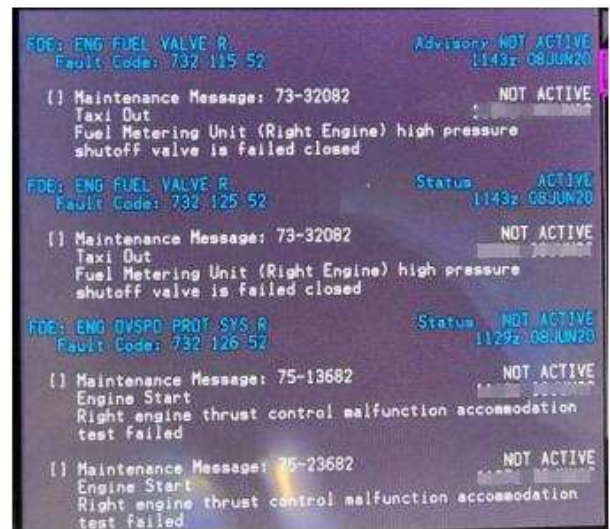 FDE: ENG FUEL VALVE R Advisory NOT ACTIVE
Fault Code: 732 115 52 1143z 08JUN20
[] Maintenance Message: 73-32082 NOT ACTIVE
Taxi Out
Fuel Metering Unit (Right Engine) high pressure
shutoff valve is failed closed
FDE: ENG FUEL VALVE R Status ACTIVE
Fault Code: 732 125 52 1143z 08JUN20
[] Maintenance Message: 73-32082 NOT ACTIVE
Taxi Out
Fuel Metering Unit (Right Engine) high pressure
shutoff valve is failed closed
FDE: ENG OVSPD PROT SYS R Status NOT ACTIVE
Fault Code: 732 126 52 1129z 08JUN20
[] Maintenance Message: 75-13682 NOT ACTIVE
Engine Start
Right engine thrust control malfunction accommodation
test failed
[] Maintenance Message: 75-23682 NOT ACTIVE
Engine Start
Right engine thrust control malfunction accommodation
test failed